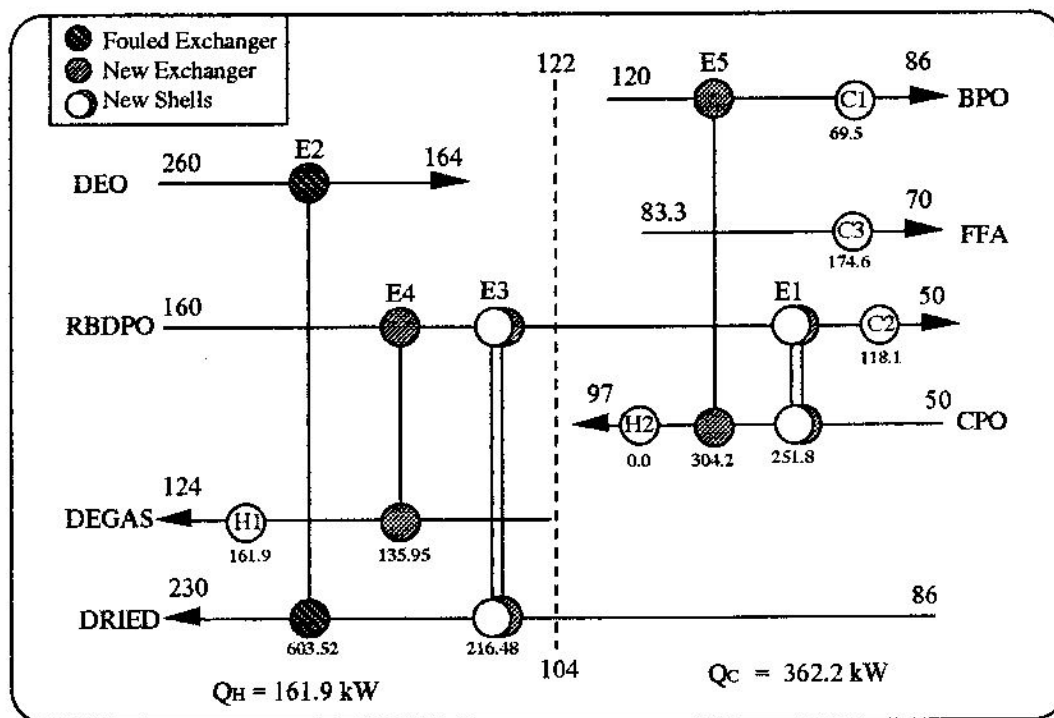 Fouled Exchanger
New Exchanger
New Shells
122
120 E5 86
BPO
C1
69.5
E2
260 164
DEO
83.3 70
FFA
C3
174.6
E4 E3 E1
160 50
RBDPO
C2
118.1
97 50
CPO
H2
0.0 304.2 251.8
124
DEGAS
H1
161.9 135.95
230 86
DRIED
603.52 216.48
104
QH = 161.9 kW
QC = 362.2 kW